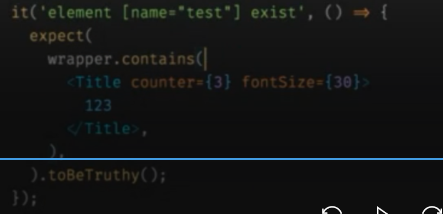 it('element [name="test"] exist', () => {
expect(
wrapper.contains(
<Title counter={3} fontSize={30}>
123
</Title>,
),
).toBeTruthy();
});